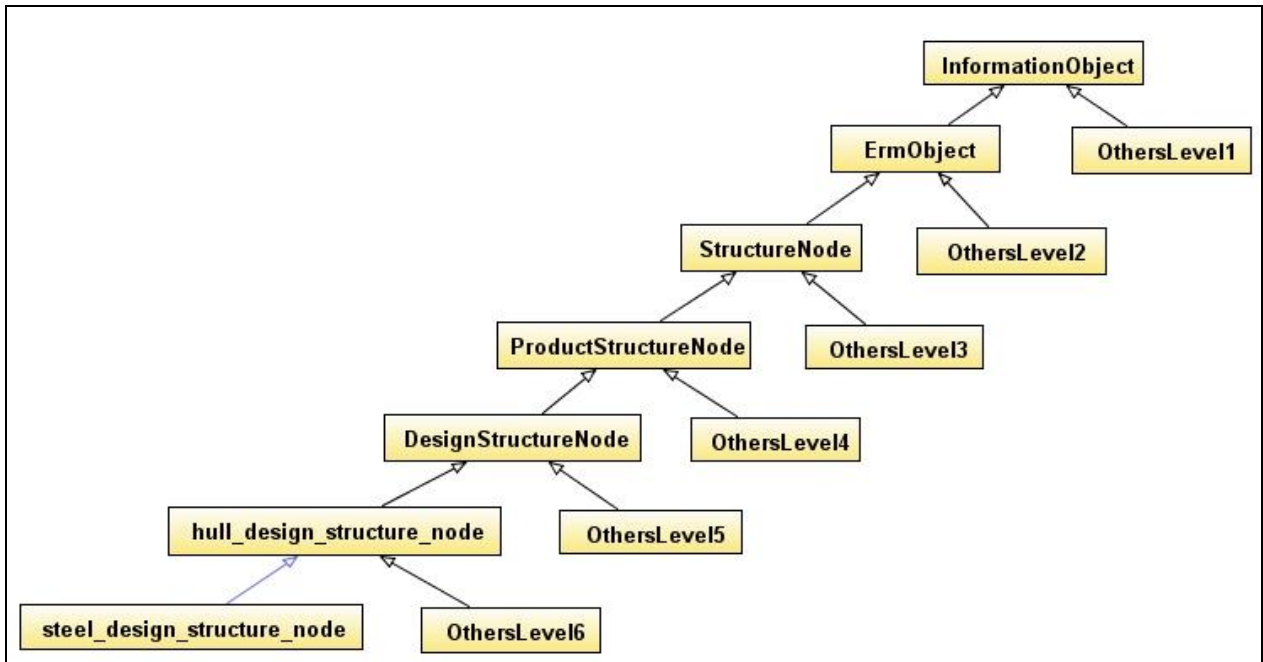 InformationObject
ErmObject
OthersLevel1
StructureNode
OthersLevel2
ProductStructureNode
OthersLevel3
DesignStructureNode
OthersLevel4
hull_design_structure_node
OthersLevel5
steel_design_structure_node
OthersLevel6